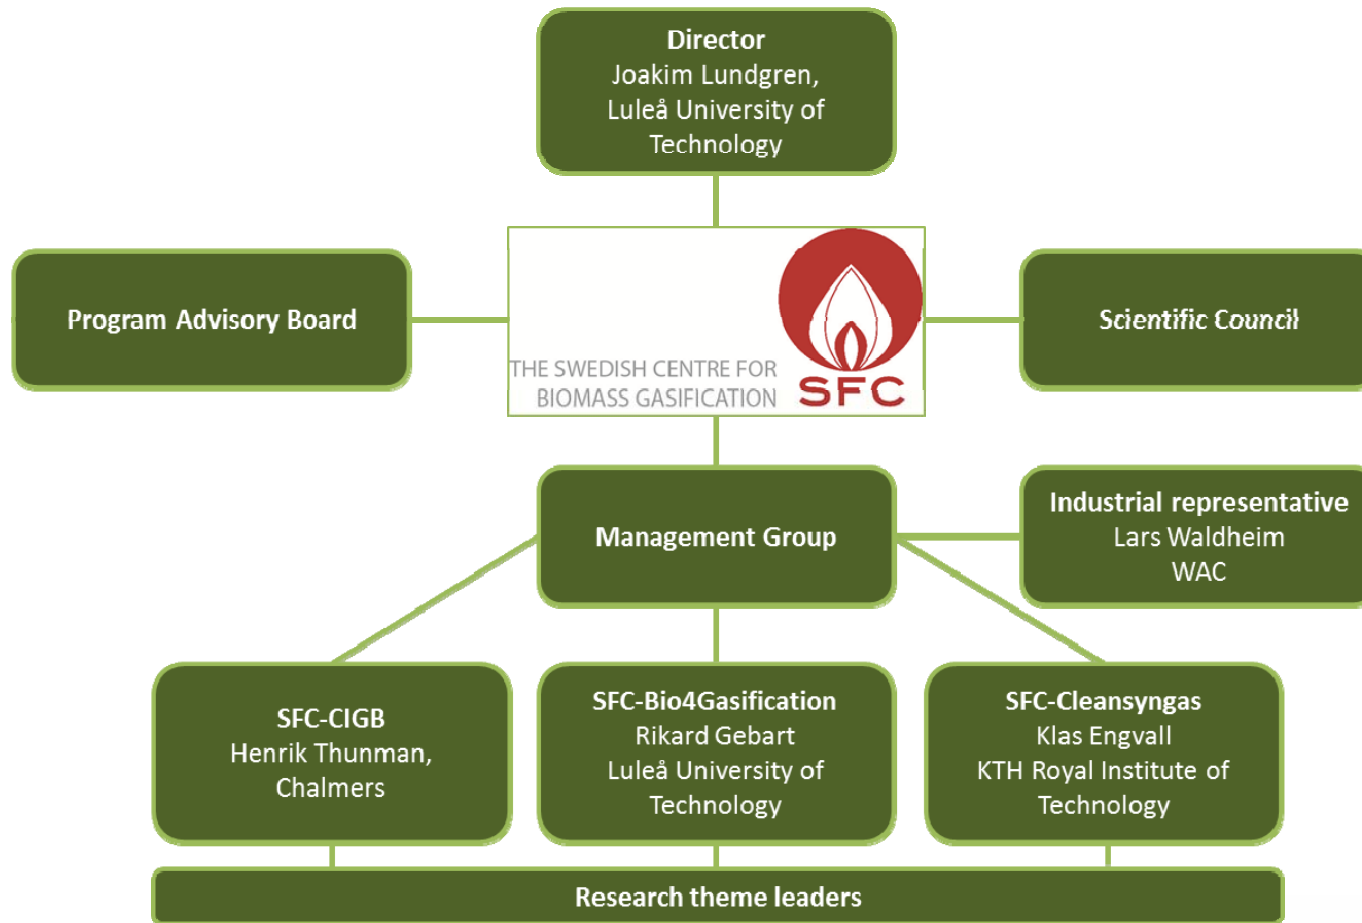 Director
Joakim Lundgren,
Luleå University of
Technology
Program Advisory Board
THE SWEDISH CENTRE FOR
BIOMASS GASIFICATION
SFC
Scientific Council
Management Group
Industrial representative
Lars Waldheim
WAC
SFC-CIGB
Henrik Thunman,
Chalmers
SFC-Bio4Gasification
Rikard Gebart
Luleå University of
Technology
SFC-Cleansyngas
Klas Engvall
KTH Royal Institute of
Technology
Research theme leaders